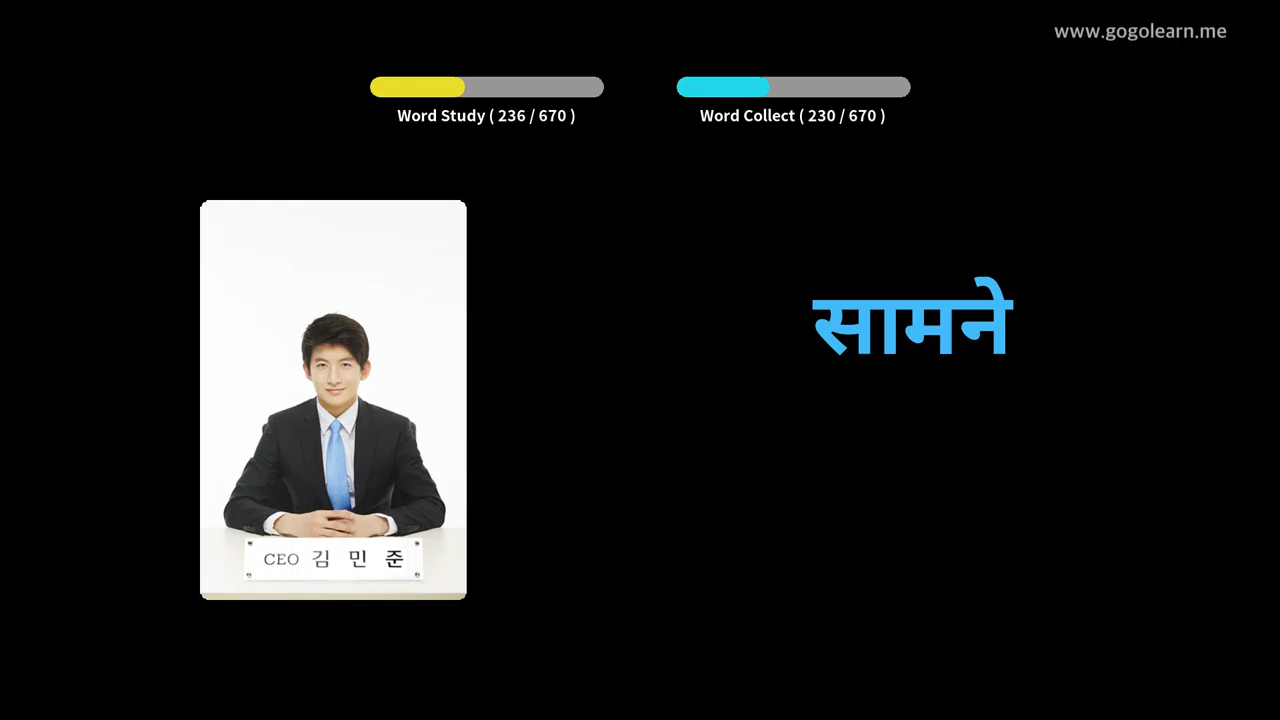 www.gogolearn.me
Word Study ( 236 / 670 )
Word Collect ( 230 / 670 )
सामने
CEO 김 민 준